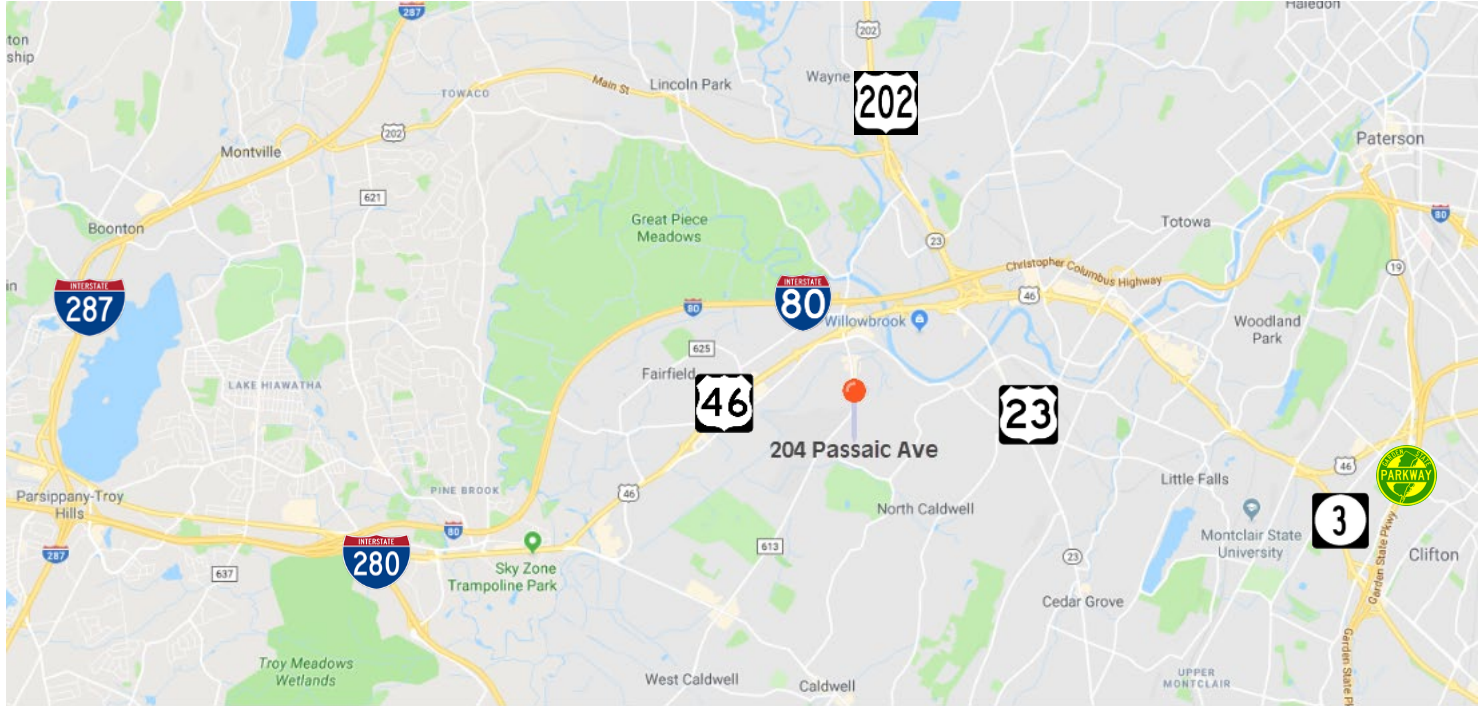 287
Haledon
ton
ship
202
Wayne
202
Lincoln Park
Main St
TOWACO
202
Montville
Paterson
621
Great Piece
Meadows
Boonton
23
Totowa
80
Christopher Columbus Highway
19
INTERSTATE
287
INTERSTATE
80
80
46
Willowbrook
Woodland
Park
625
Fairfield
LAKE HIAWATHA
46
23
204 Passaic Ave
46
GARDEN STATE
PARKWAY
Little Falls
PINE BROOK
46
Parsippany-Troy
Hills
North Caldwell
3
Montclair State
University
80
287
INTERSTATE
280
613
Clifton
637
Sky Zone
Trampoline Park
23
Garden State Pkwy
Cedar Grove
Troy Meadows
Wetlands
West Caldwell
Caldwell
UPPER
MONTCLAIR
Garden State P